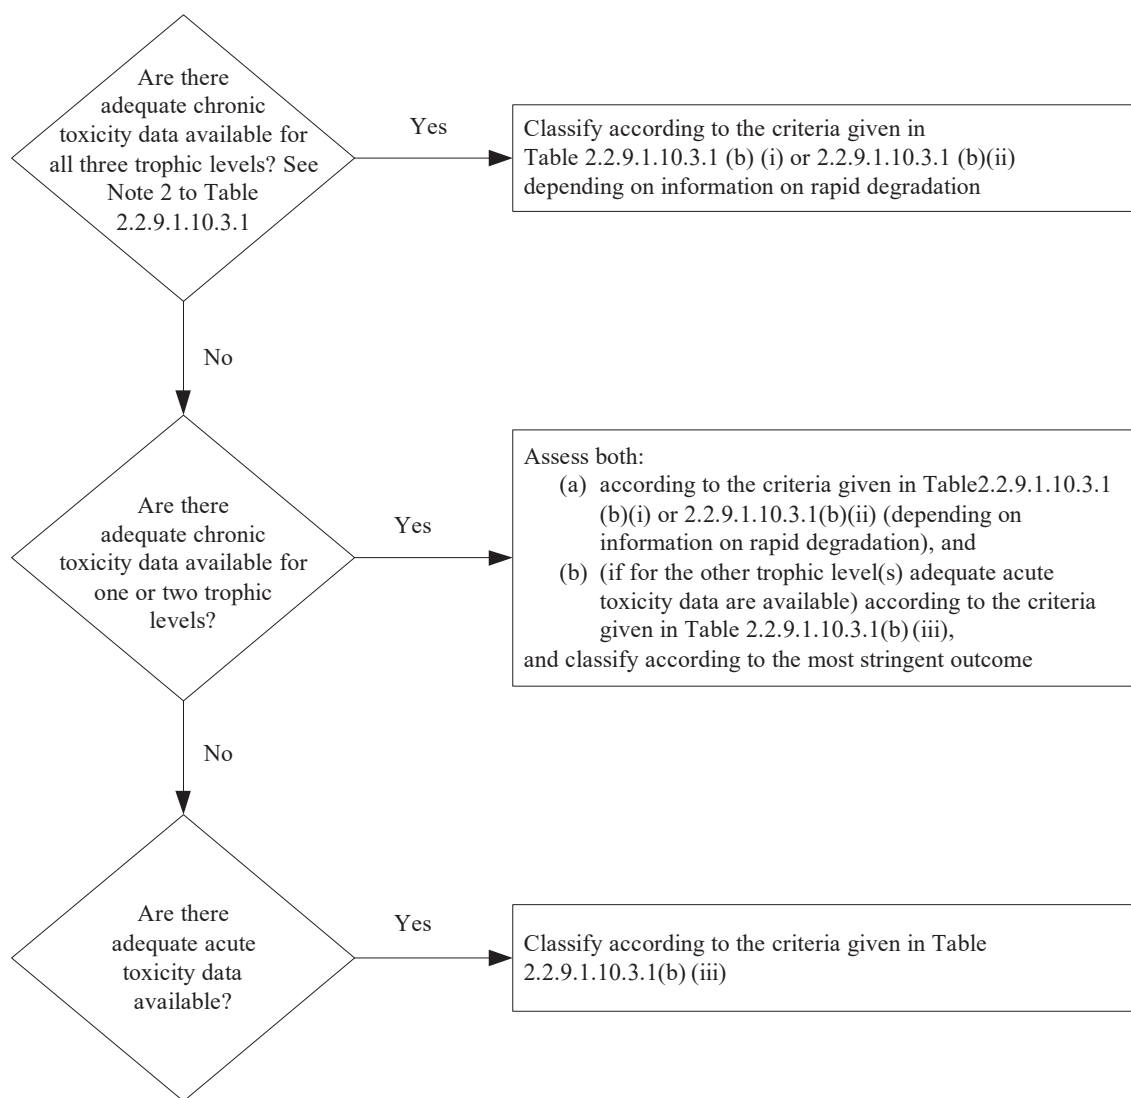 Are there
adequate chronic
toxicity data available for
all three trophic levels? See
Note 2 to Table
2.2.9.1.10.3.1
Yes
Classify according to the criteria given in
Table 2.2.9.1.10.3.1 (b) (i) or 2.2.9.1.10.3.1 (b)(ii)
depending on information on rapid degradation
No
Are there
adequate chronic
toxicity data available for
one or two trophic
levels?
Yes
Assess both:
(a) according to the criteria given in Table2.2.9.1.10.3.1
(b)(i) or 2.2.9.1.10.3.1(b)(ii) (depending on
information on rapid degradation), and
(b) (if for the other trophic level(s) adequate acute
toxicity data are available) according to the criteria
given in Table 2.2.9.1.10.3.1(b) (iii),
and classify according to the most stringent outcome
No
Are there
adequate acute
toxicity data
available?
Yes
Classify according to the criteria given in Table
2.2.9.1.10.3.1(b) (iii)